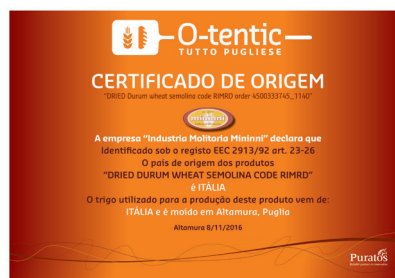 O-tentic
TUTTO PUGLIESE
CERTIFICADO DE ORIGEM
"DRIED Durum wheat semolina code RIMRD order 4500333745_1140"
mininni
A empresa "Industria Molitoria Mininni" declara que
Identificado sob o registo EEC 2913/92 art. 23-26
O país de origem dos produtos
"DRIED DURUM WHEAT SEMOLINA CODE RIMRD"
é ITÁLIA
O trigo utilizado para a produção deste produto vem de:
ITÁLIA e é moído em Altamura, Puglia
Altamura 8/11/2016
Puratos